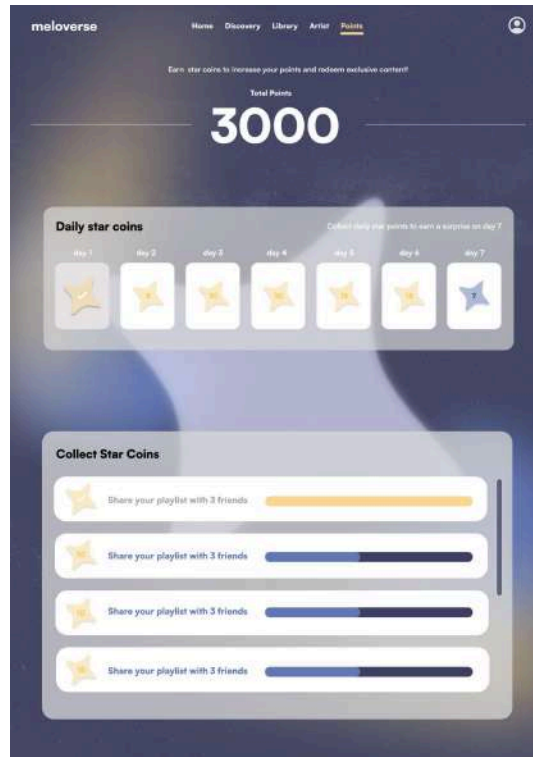 meloverse
Home Discovery Library Artist Points
Earn star coins to increase your points and redeem exclusive content!
Total Points
3000
Daily star coins
Collect daily star points to earn a surprise on day 7
day 1 day 2 day 3 day 4 day 5 day 6 day 7
Collect Star Coins
Share your playlist with 3 friends
Share your playlist with 3 friends
Share your playlist with 3 friends
Share your playlist with 3 friends